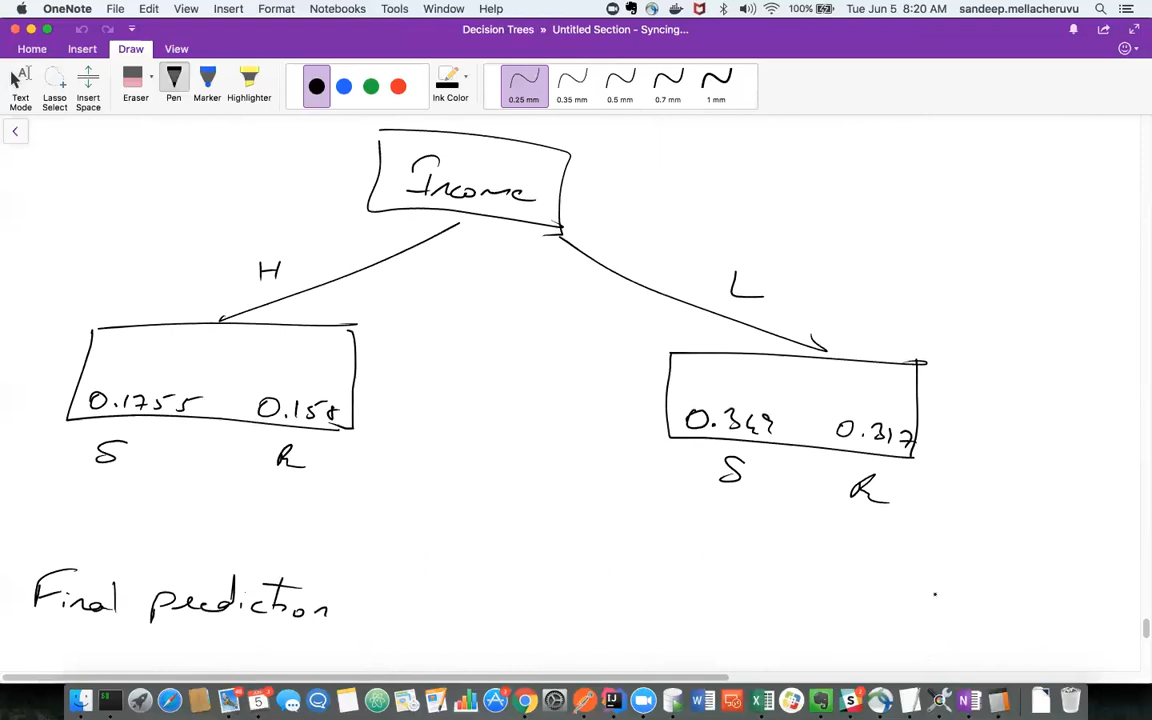 OneNote File Edit View Insert Format Notebooks Tools Window Help 100% Tue Jun 5 8:20 AM sandeep.mellacheruvu
Decision Trees » Untitled Section - Syncing...
Home Insert Draw View
Text Mode Lasso Select Insert Space Eraser Pen Marker Highlighter Ink Color 0.25 mm 0.35 mm 0.5 mm 0.7 mm 1 mm
Income
H L
0.1755 0.158 0.349 0.317
S R S R
Final prediction